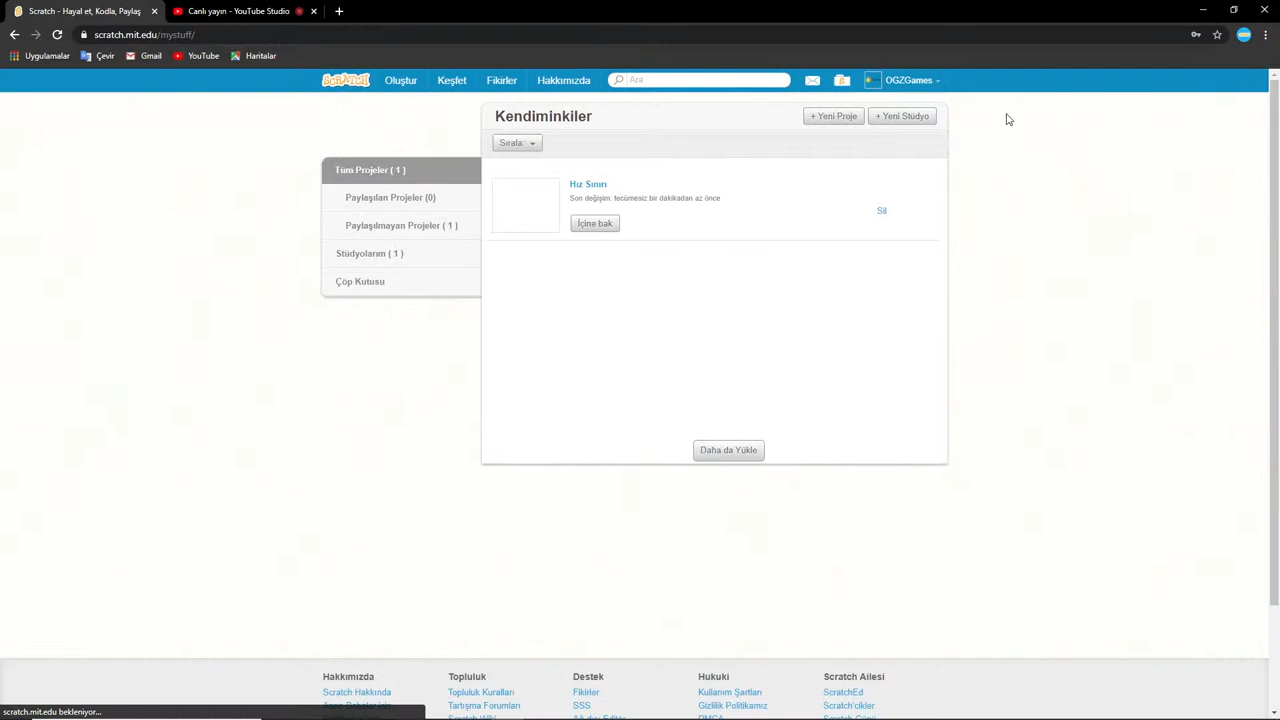 Scratch - Hayal et, Kodla, Paylaş
Canlı yayın - YouTube Studio
scratch.mit.edu/mystuff/
Uygulamalar
Çevir
Gmail
YouTube
Haritalar
SCRATCH
Oluştur
Keşfet
Fikirler
Hakkımızda
Ara
OGZGames
Kendiminkiler
+ Yeni Proje
+ Yeni Stüdyo
Sırala:
Tüm Projeler ( 1 )
Paylaşılan Projeler (0)
Paylaşılmayan Projeler ( 1 )
Stüdyolarım ( 1 )
Çöp Kutusu
Hız Sınırı
Son değişim: tecümesiz bir dakikadan az önce
İçine bak
Sil
Daha da Yükle
Hakkımızda
Topluluk
Destek
Hukuki
Scratch Ailesi
Scratch Hakkında
Topluluk Kuralları
Fikirler
Kullanım Şartları
ScratchEd
Tartışma Forumları
SSS
Gizlilik Politikamız
Scratch'cikler
scratch.mit.edu bekleniyor...